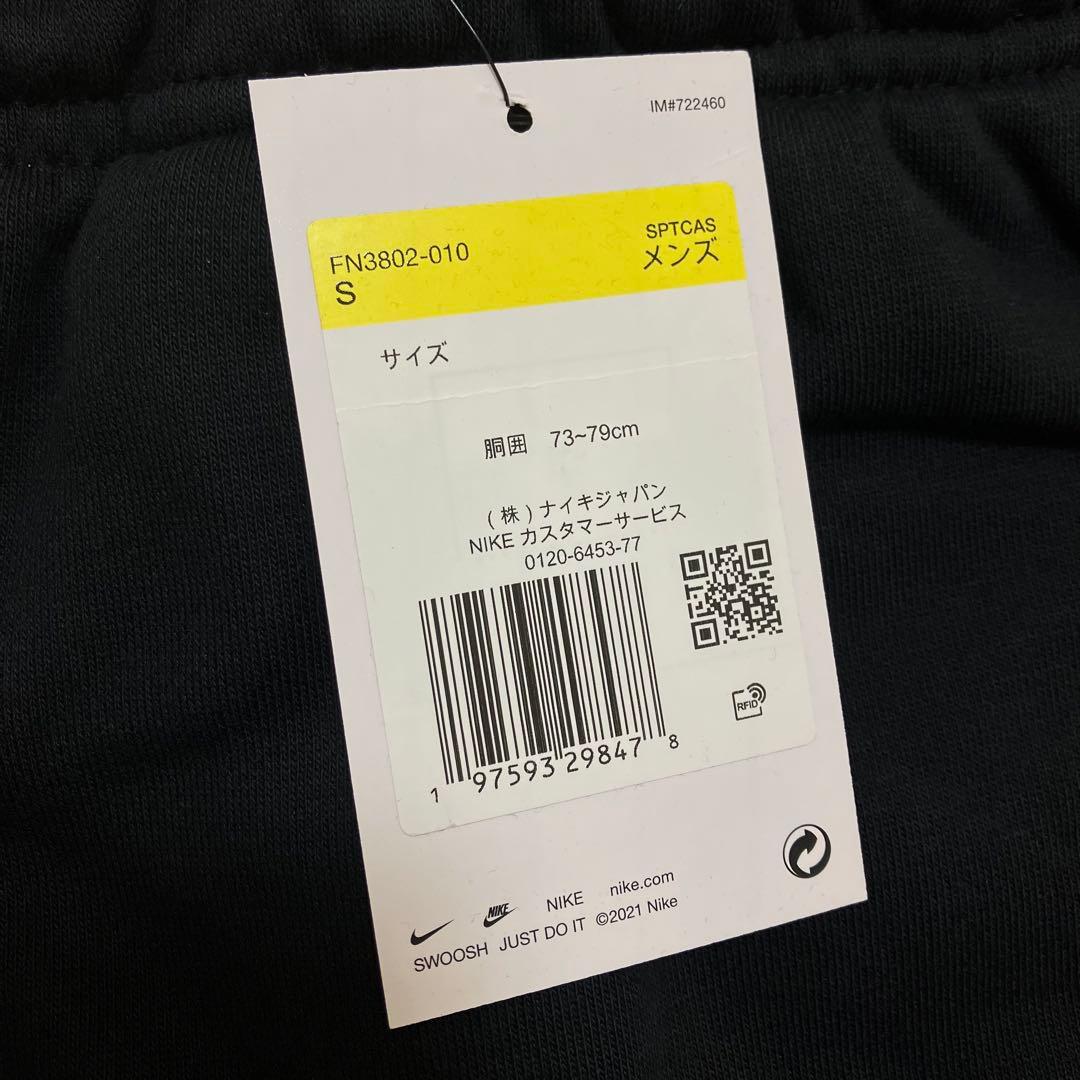 IM#722460
FN3802-010
SPTCAS
S
メンズ
サイズ
胴囲 73~79cm
(株)ナイキジャパン
NIKE カスタマーサービス
0120-6453-77
RFID
1 97593 29847 8
NIKE NIKE nike.com
SWOOSH JUST DO IT ©2021 Nike